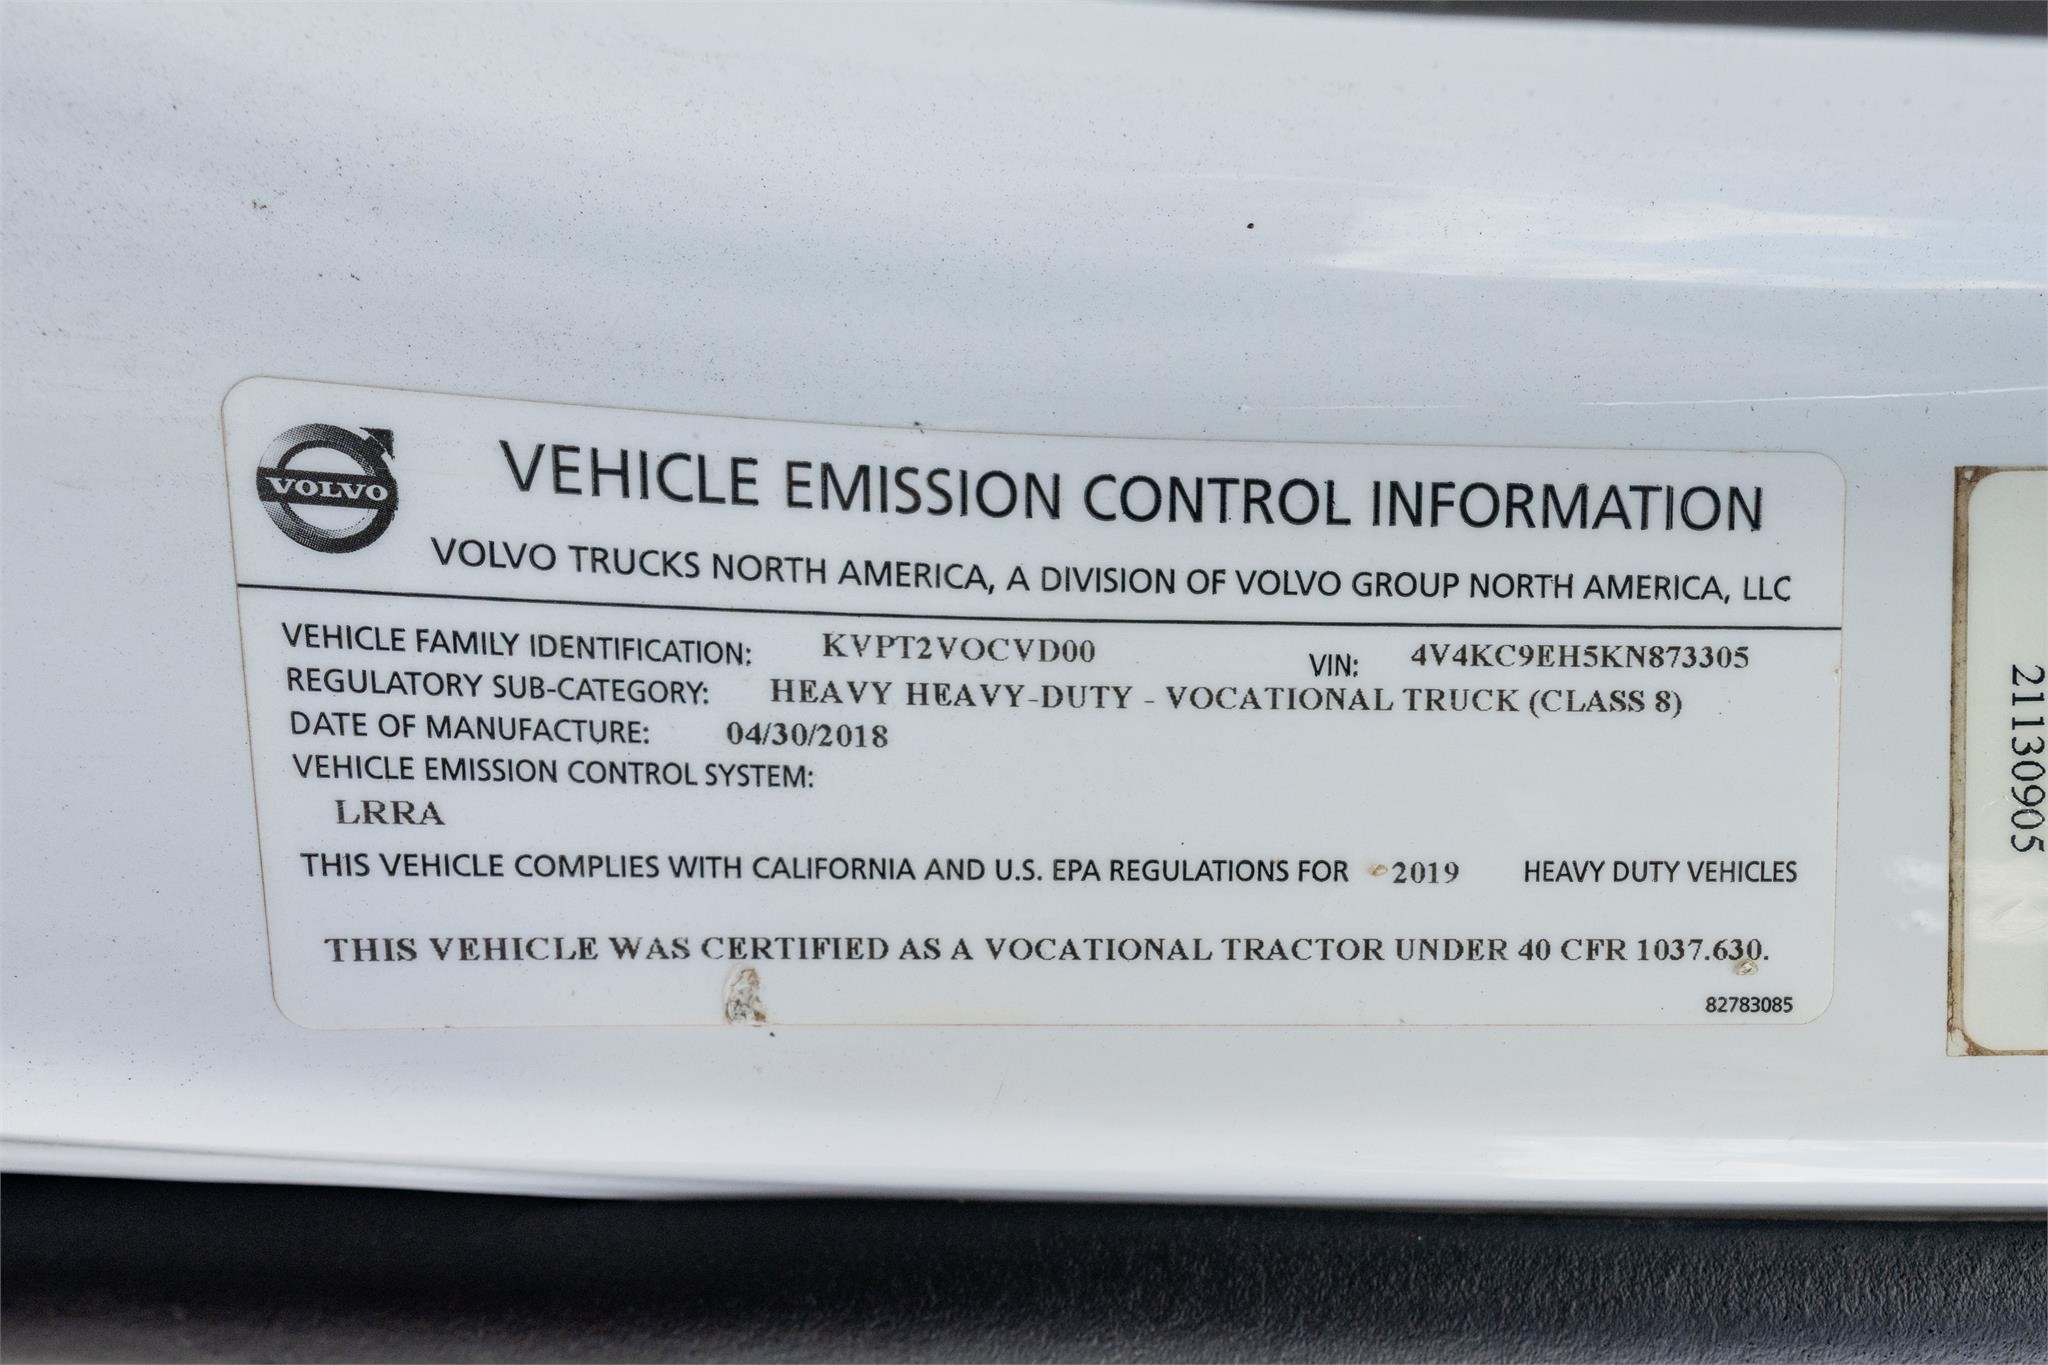 VOLVO
VEHICLE EMISSION CONTROL INFORMATION
VOLVO TRUCKS NORTH AMERICA, A DIVISION OF VOLVO GROUP NORTH AMERICA, LLC
VEHICLE FAMILY IDENTIFICATION: KVPT2VOCVD00 VIN: 4V4KC9EH5KN873305
REGULATORY SUB-CATEGORY: HEAVY HEAVY-DUTY - VOCATIONAL TRUCK (CLASS 8)
DATE OF MANUFACTURE: 04/30/2018
VEHICLE EMISSION CONTROL SYSTEM:
LRRA
THIS VEHICLE COMPLIES WITH CALIFORNIA AND U.S. EPA REGULATIONS FOR 2019 HEAVY DUTY VEHICLES
THIS VEHICLE WAS CERTIFIED AS A VOCATIONAL TRACTOR UNDER 40 CFR 1037.630.
82783085
21130905